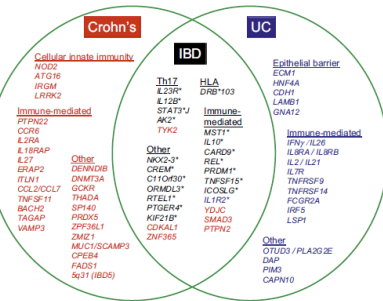 Crohn's
UC
IBD
Cellular innate immunity
NOD2
ATG16
IRGM
LRRK2
Immune-mediated
PTPN22
CCR6
IL2RA
IL18RAP
IL27
ERAP2
ITLN1
CCL2/CCL7
TNFSF11
BACH2
TAGAP
VAMP3
Other
DENNDIB
DNMT3A
GCKR
THADA
SP140
PRDX5
ZPF36L1
ZMIZ1
MUC1/SCAMP3
CPEB4
FADS1
5q31 (IBD5)
Th17
IL23R*
IL12B*
STAT3*J
AK2*
TYK2
Other
NKX2-3*
CREM*
C11Orf30*
ORMDL3*
RTEL1*
PTGER4*
KIF21B*
CDKAL1
ZNF365
HLA
DRB*103
Immune-
mediated
MST1*
IL10*
CARD9*
REL*
PRDM1*
TNFSF15*
ICOSLG*
IL1R2*
YDJC
SMAD3
PTPN2
Epithelial barrier
ECM1
HNF4A
CDH1
LAMB1
GNA12
Immune-mediated
IFNγ /IL26
IL8RA / IL8RB
IL2 / IL21
IL7R
TNFRSF9
TNFRSF14
FCGR2A
IRF5
LSP1
Other
OTUD3 / PLA2G2E
DAP
PIM3
CAPN10